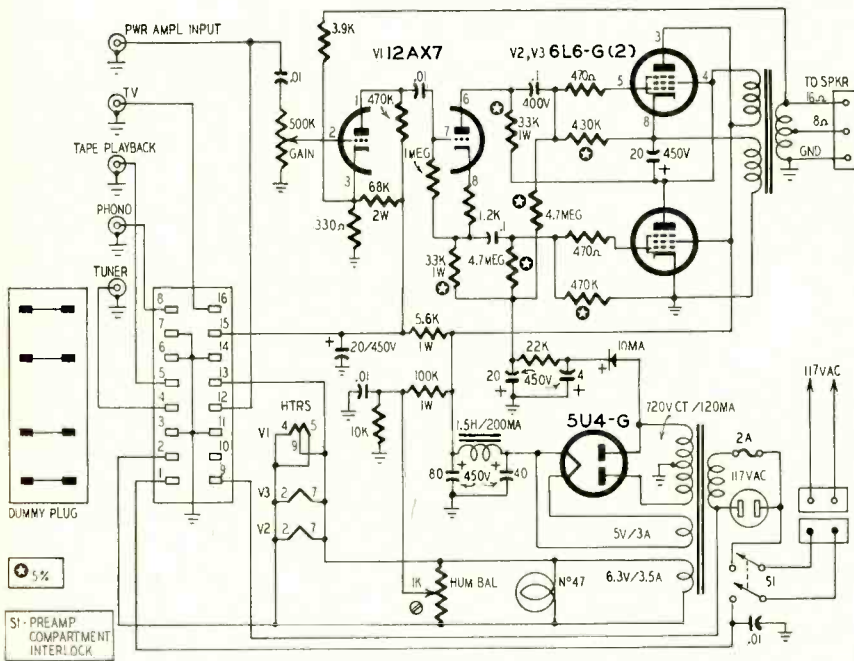 PWR AMPL INPUT
TV
TAPE PLAYBACK
PHONO
TUNER
.01
500K
GAIN
3.9K
V1 12AX7
1
2
3
470K
.01
1MEG
68K
2W
330Ω
6
7
8
1.2K
33K
1W
.1
400V
33K
1W
4.7MEG
.1
4.7MEG
V2, V3 6L6-G (2)
470Ω
5
3
4
8
430K
20 450V
+
470Ω
470K
TO SPKR
16Ω
8Ω
GND
8
7
6
5
4
3
2
1
16
15
14
13
12
11
10
9
DUMMY PLUG
5%
S1 - PREAMP
COMPARTMENT
INTERLOCK
+
20/450V
5.6K
1W
.01
100K
1W
10K
HTRS
V1
4
5
9
V3
2
7
V2
2
7
22K
10MA
+
20
450V
4
+
+
1.5H/200MA
80
+
450V
+
40
5U4-G
720V CT/120MA
5V/3A
6.3V/3.5A
1K
HUM BAL
Nº47
2A
117VAC
117VAC
S1
.01